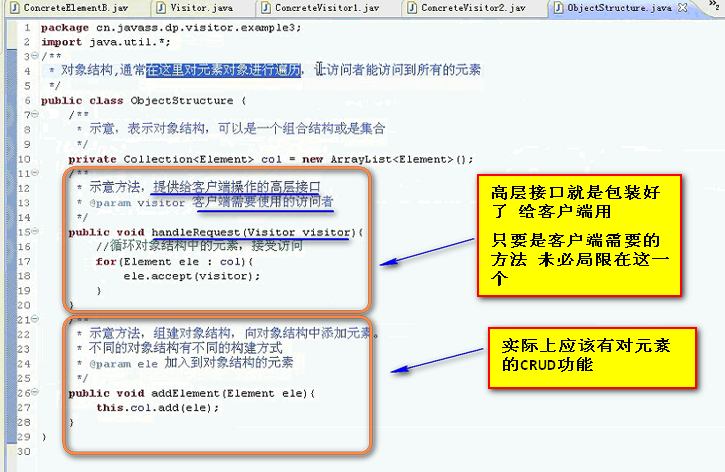 ConcreteElementB.jav
Visitor.java
ConcreteVisitor1.jav
ConcreteVisitor2.jav
ObjectStructure.java
1 package cn.javass.dp.visitor.example3;
2 import java.util.*;
3 /**
4 * 对象结构,通常在这里对元素对象进行遍历，让访问者能访问到所有的元素
5 */
6 public class ObjectStructure {
7 /**
8 * 示意，表示对象结构，可以是一个组合结构或是集合
9 */
10 private Collection<Element> col = new ArrayList<Element>();
11 /**
12 * 示意方法，提供给客户端操作的高层接口
13 * @param visitor 客户端需要使用的访问者
14 */
15 public void handleRequest(Visitor visitor){
16 //循环对象结构中的元素，接受访问
17 for(Element ele : col){
18 ele.accept(visitor);
19 }
20 }
21 /**
22 * 示意方法，组建对象结构，向对象结构中添加元素。
23 * 不同的对象结构有不同的构建方式
24 * @param ele 加入到对象结构的元素
25 */
26 public void addElement(Element ele){
27 this.col.add(ele);
28 }
29 }
30
高层接口就是包装好
了 给客户端用
只要是客户端需要的
方法 未必局限在这一
个
实际上应该有对元素
的CRUD功能